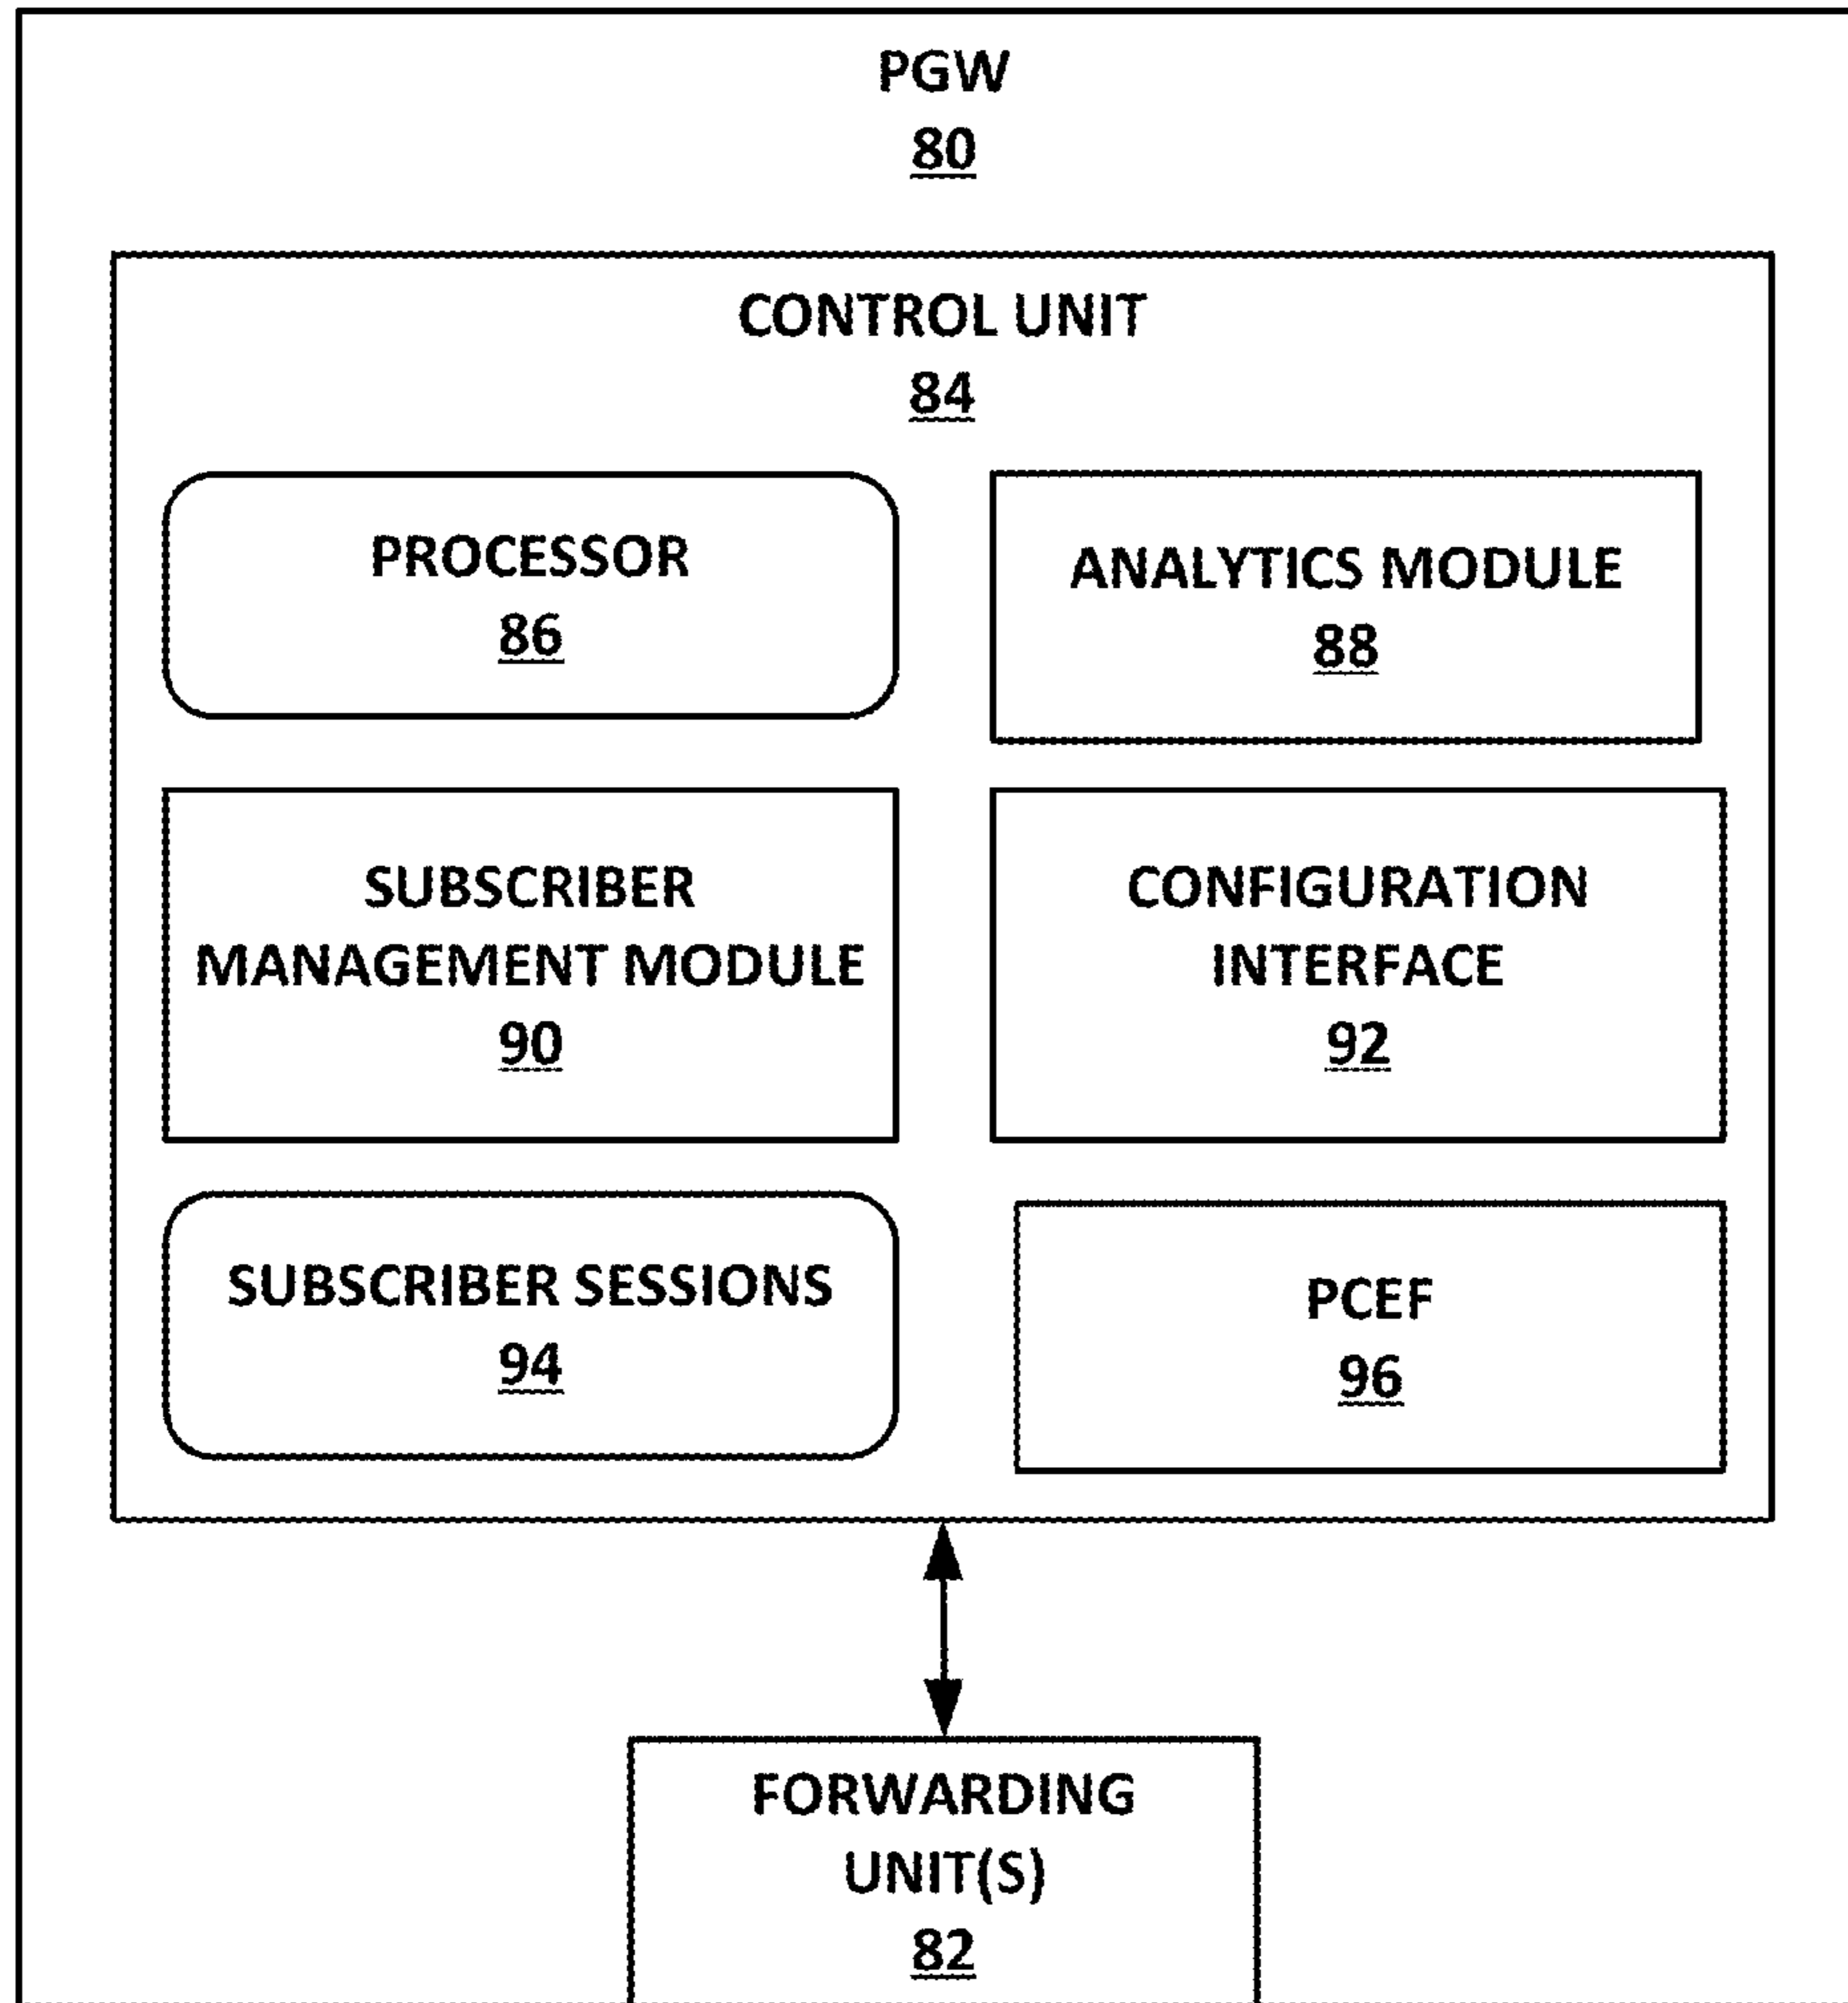 PGW
80
CONTROL UNIT
84
PROCESSOR
86
ANALYTICS MODULE
88
SUBSCRIBER
MANAGEMENT MODULE
90
CONFIGURATION
INTERFACE
92
SUBSCRIBER SESSIONS
94
PCEF
96
FORWARDING
UNIT(S)
82